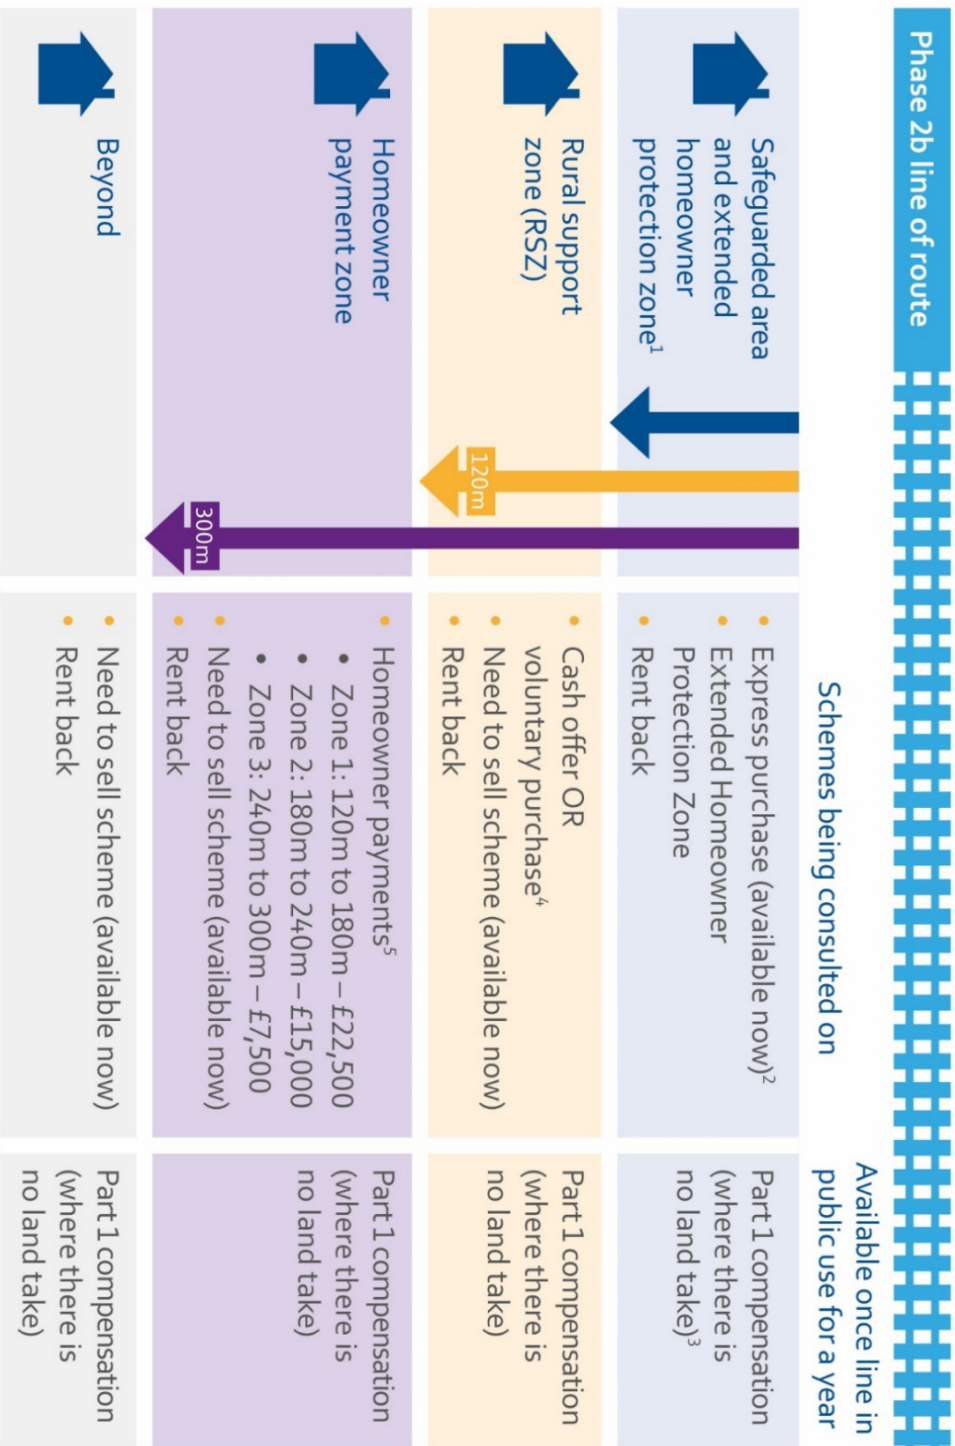 Phase 2b line of route
Schemes being consulted on
Available once line in
public use for a year
Safeguarded area
and extended
homeowner
protection zone¹
• Express purchase (available now)²
• Extended Homeowner
Protection Zone
• Rent back
Part 1 compensation
(where there is
no land take)³
Rural support
zone (RSZ)
120m
• Cash offer OR
voluntary purchase⁴
• Need to sell scheme (available now)
• Rent back
Part 1 compensation
(where there is
no land take)
Homeowner
payment zone
300m
• Homeowner payments⁵
• Zone 1: 120m to 180m – £22,500
• Zone 2: 180m to 240m – £15,000
• Zone 3: 240m to 300m – £7,500
• Need to sell scheme (available now)
• Rent back
Part 1 compensation
(where there is
no land take)
Beyond
• Need to sell scheme (available now)
• Rent back
Part 1 compensation
(where there is
no land take)